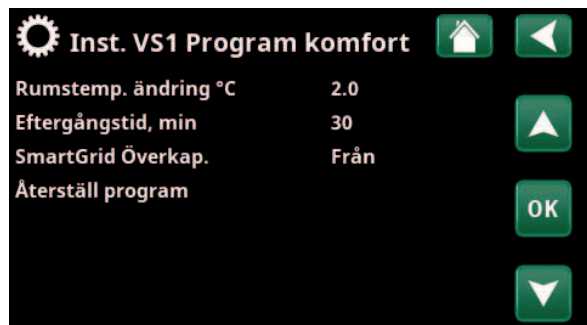 Inst. VS1 Program komfort
Rumstemp. ändring °C 2.0
Eftergångstid, min 30
SmartGrid Överkap. Från
Återställ program
OK